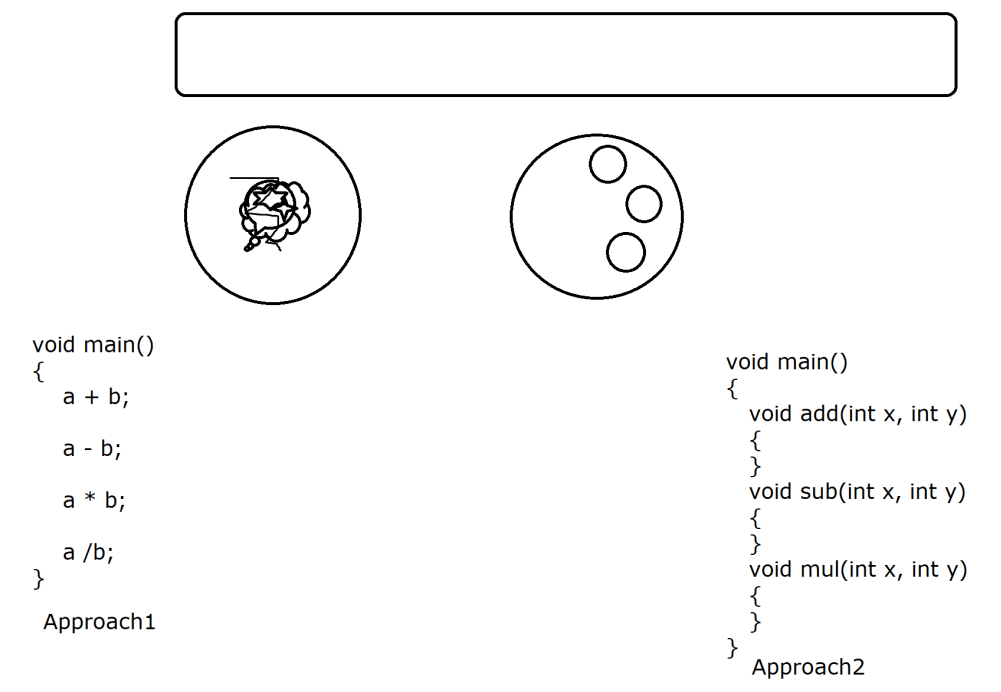 void main()
{
a + b;
a - b;
a * b;
a /b;
}
Approach1
void main()
{
void add(int x, int y)
{
}
void sub(int x, int y)
{
}
void mul(int x, int y)
{
}
}
Approach2